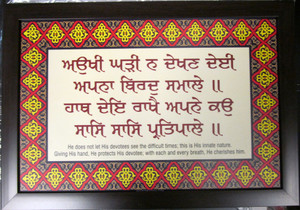 ਅਉਖੀ ਘੜੀ ਨ ਦੇਖਣ ਦੇਈ
ਅਪਨਾ ਬਿਰਦੁ ਸਮਾਲੇ ॥
ਹਾਥ ਦੇਇ ਰਾਖੈ ਅਪਨੇ ਕਉ
ਸਾਸਿ ਸਾਸਿ ਪ੍ਰਤਿਪਾਲੇ ॥
He does not let His devotees see the difficult times; this is His innate nature.
Giving His hand, He protects His devotee; with each and every breath, He cherishes him.